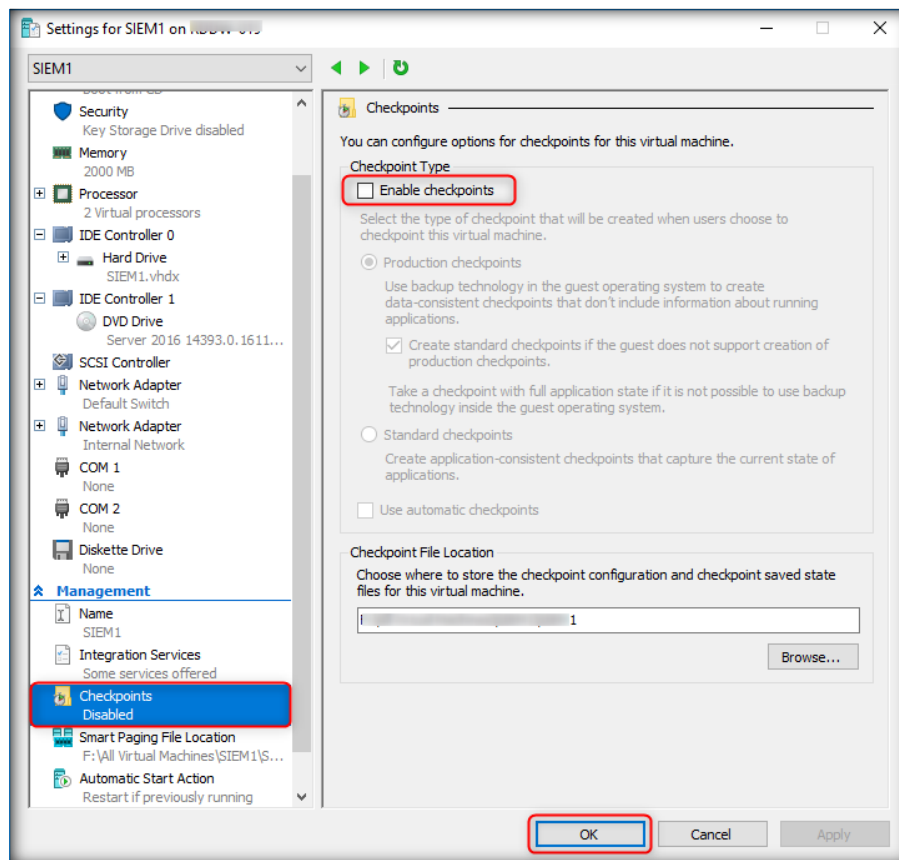 Settings for SIEM1 on
SIEM1
Security
Key Storage Drive disabled
Memory
2000 MB
Processor
2 Virtual processors
IDE Controller 0
Hard Drive
SIEM1.vhdx
IDE Controller 1
DVD Drive
Server 2016 14393.0.1611...
SCSI Controller
Network Adapter
Default Switch
Network Adapter
Internal Network
COM 1
None
COM 2
None
Diskette Drive
None
Management
Name
SIEM1
Integration Services
Some services offered
Checkpoints
Disabled
Smart Paging File Location
F:\All Virtual Machines\SIEM1\S...
Automatic Start Action
Restart if previously running
Checkpoints
You can configure options for checkpoints for this virtual machine.
Checkpoint Type
Enable checkpoints
Select the type of checkpoint that will be created when users choose to
checkpoint this virtual machine.
Production checkpoints
Use backup technology in the guest operating system to create
data-consistent checkpoints that don't include information about running
applications.
Create standard checkpoints if the guest does not support creation of
production checkpoints.
Take a checkpoint with full application state if it is not possible to use backup
technology inside the guest operating system.
Standard checkpoints
Create application-consistent checkpoints that capture the current state of
applications.
Use automatic checkpoints
Checkpoint File Location
Choose where to store the checkpoint configuration and checkpoint saved state
files for this virtual machine.
1
Browse...
OK
Cancel
Apply